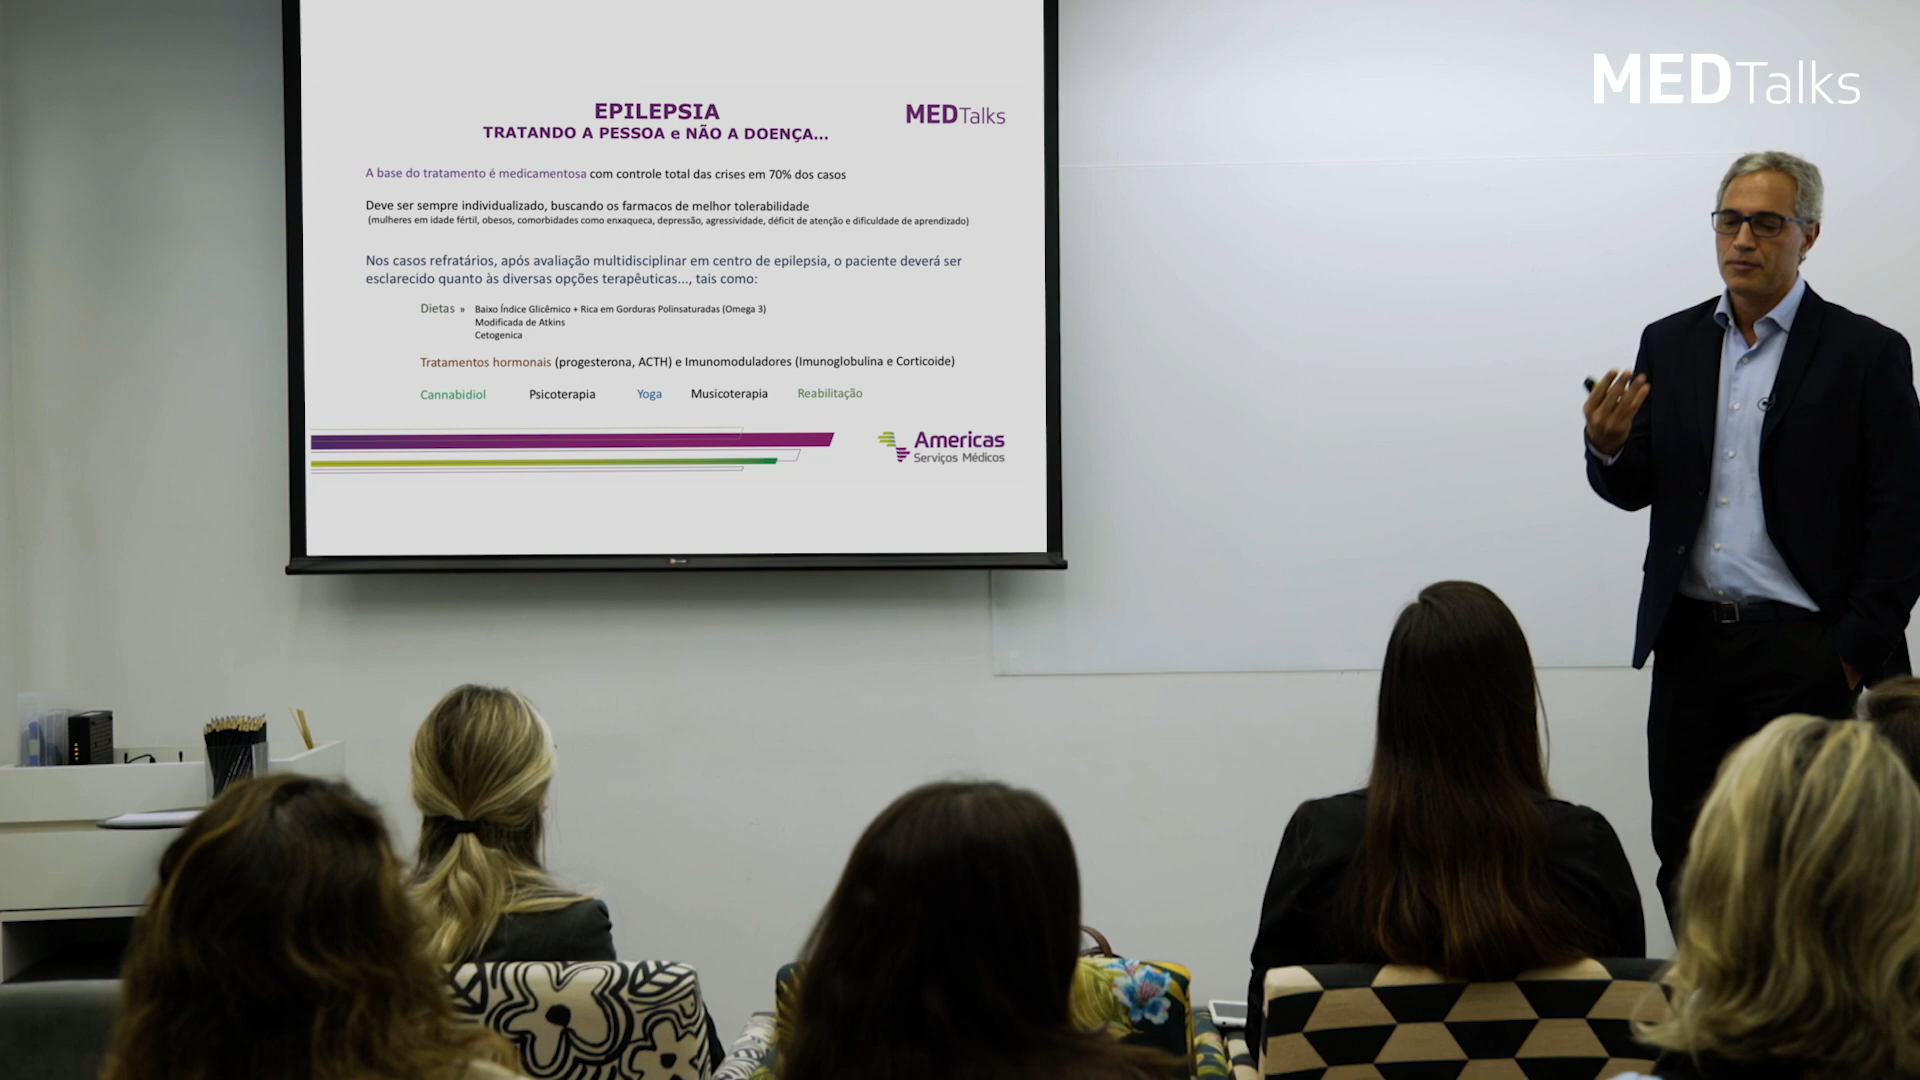 MEDTalks
EPILEPSIA
TRATANDO A PESSOA e NÃO A DOENÇA...
MEDTalks
A base do tratamento é medicamentosa com controle total das crises em 70% dos casos
Deve ser sempre individualizado, buscando os farmacos de melhor tolerabilidade
(mulheres em idade fértil, obesos, comorbidades como enxaqueca, depressão, agressividade, déficit de atenção e dificuldade de aprendizado)
Nos casos refratários, após avaliação multidisciplinar em centro de epilepsia, o paciente deverá ser
esclarecido quanto às diversas opções terapêuticas..., tais como:
Dietas » Baixo Índice Glicêmico + Rica em Gorduras Polinsaturadas (Omega 3)
Modificada de Atkins
Cetogenica
Tratamentos hormonais (progesterona, ACTH) e Imunomoduladores (Imunoglobulina e Corticoide)
Cannabidiol Psicoterapia Yoga Musicoterapia Reabilitação
Americas
Serviços Médicos